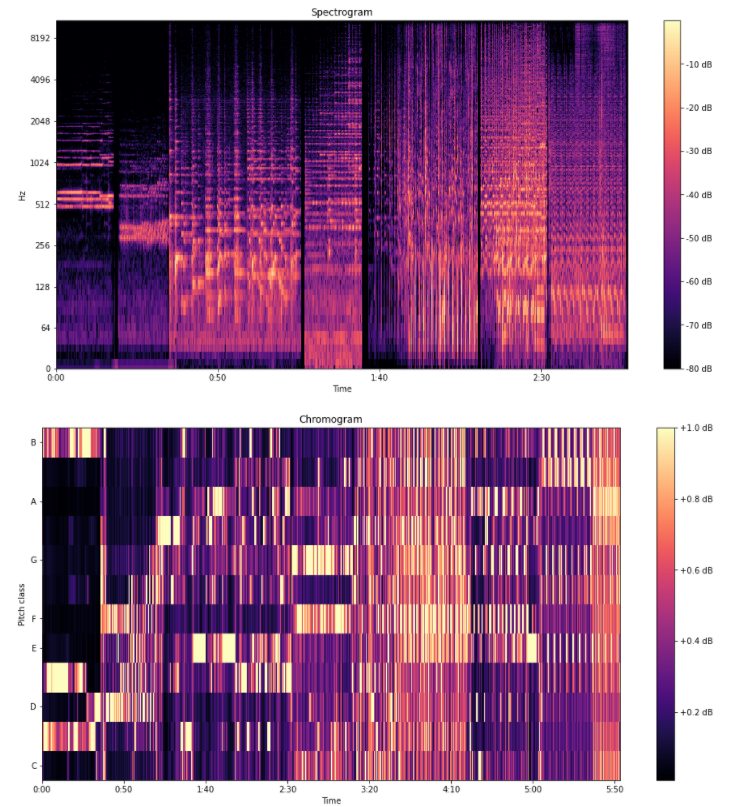 Spectrogram
8192
4096
2048
1024
512
256
128
64
0
Hz
0:00 0:50 1:40 2:30
Time
-10 dB
-20 dB
-30 dB
-40 dB
-50 dB
-60 dB
-70 dB
-80 dB
Chromogram
B
A
G
F
E
D
C
Pitch class
0:00 0:50 1:40 2:30 3:20 4:10 5:00 5:50
Time
+1.0 dB
+0.8 dB
+0.6 dB
+0.4 dB
+0.2 dB